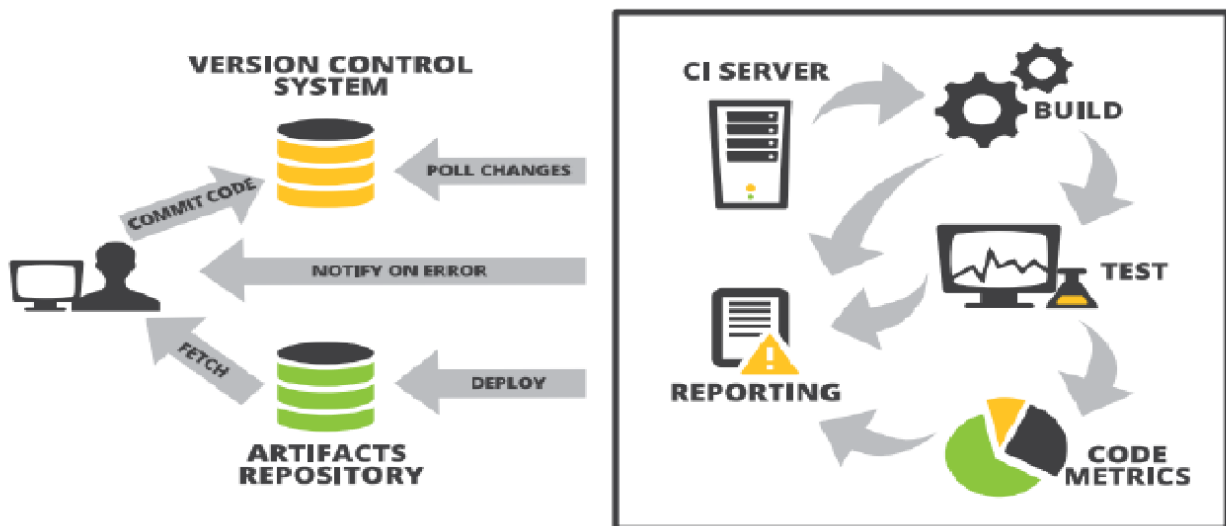 VERSION CONTROL
SYSTEM
COMMIT CODE
POLL CHANGES
NOTIFY ON ERROR
FETCH
DEPLOY
ARTIFACTS
REPOSITORY
CI SERVER
BUILD
TEST
REPORTING
CODE
METRICS